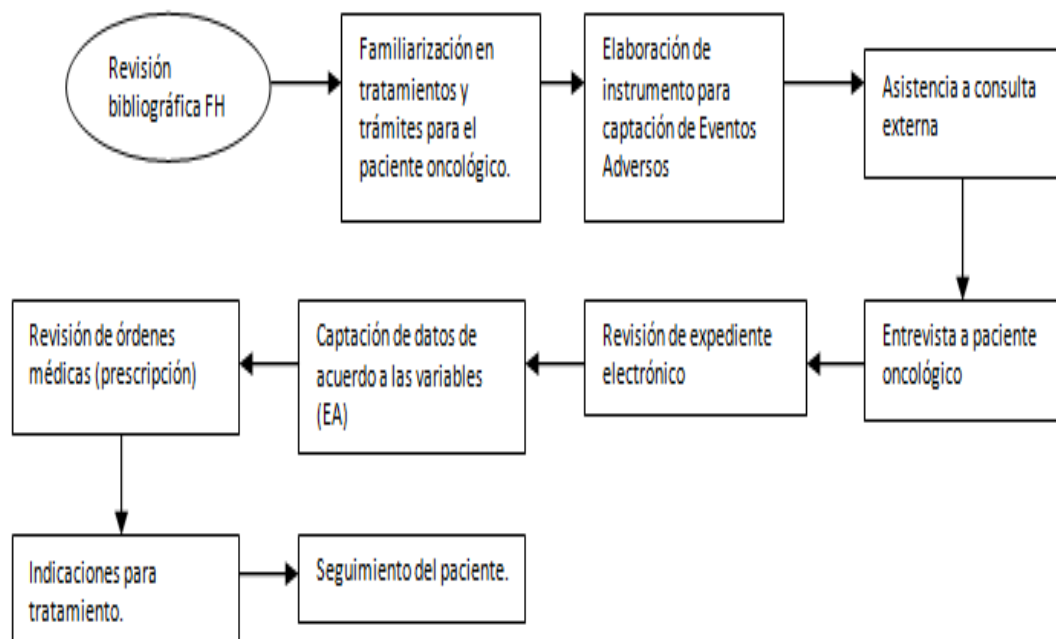 Revisión
bibliográfica FH
Familiarización en
tratamientos y
trámites para el
paciente oncológico.
Elaboración de
instrumento para
captación de Eventos
Adversos
Asistencia a consulta
externa
Entrevista a paciente
oncológico
Revisión de expediente
electrónico
Captación de datos de
acuerdo a las variables
(EA)
Revisión de órdenes
médicas (prescripción)
Indicaciones para
tratamiento.
Seguimiento del paciente.